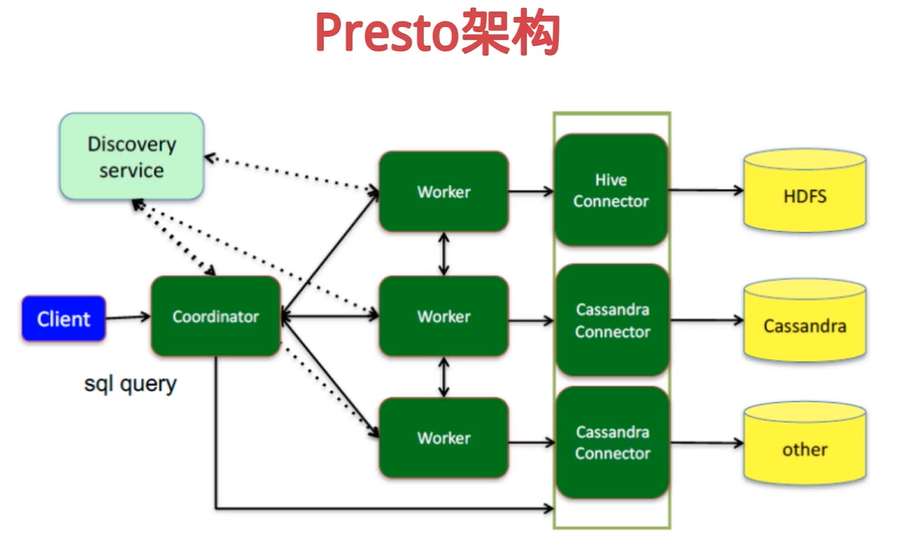 Presto架构
Discovery
service
Worker
Hive
Connector
HDFS
Client
Coordinator
Worker
Cassandra
Connector
Cassandra
sql query
Worker
Cassandra
Connector
other